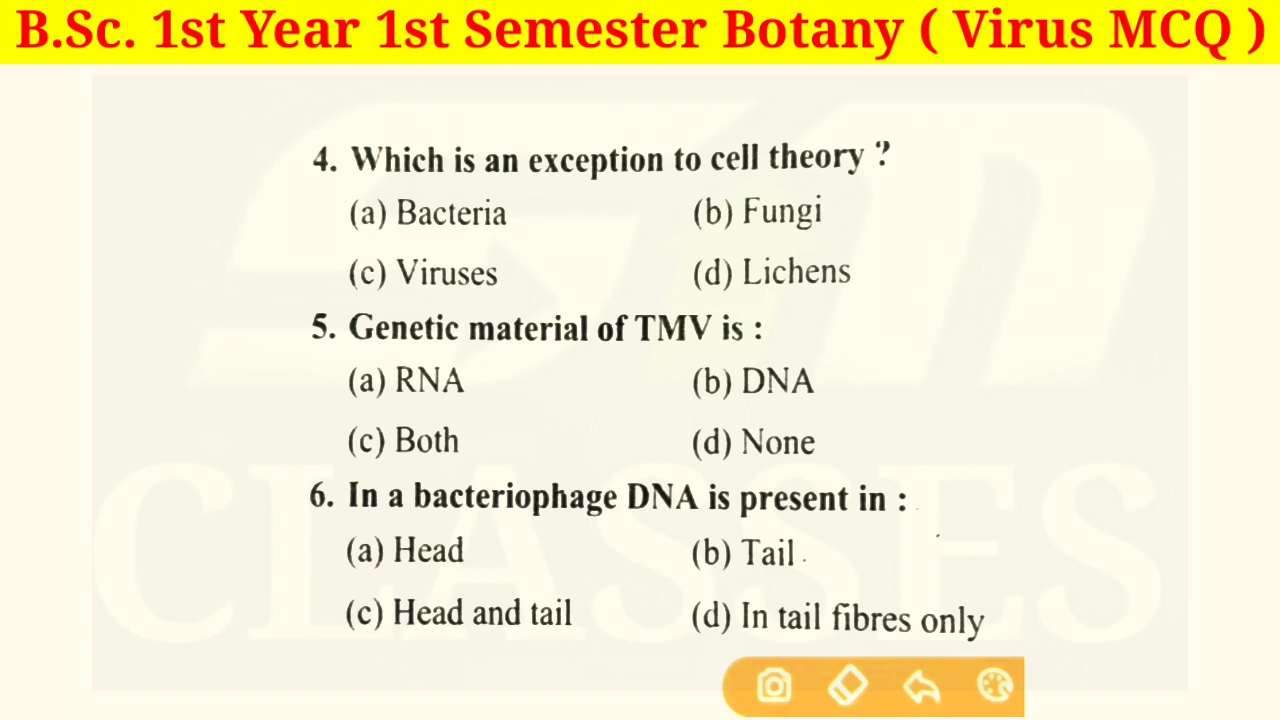 B.Sc. 1st Year 1st Semester Botany ( Virus MCQ )
4. Which is an exception to cell theory ?
(a) Bacteria (b) Fungi
(c) Viruses (d) Lichens
5. Genetic material of TMV is :
(a) RNA (b) DNA
(c) Both (d) None
6. In a bacteriophage DNA is present in :
(a) Head (b) Tail
(c) Head and tail (d) In tail fibres only
CLASSES